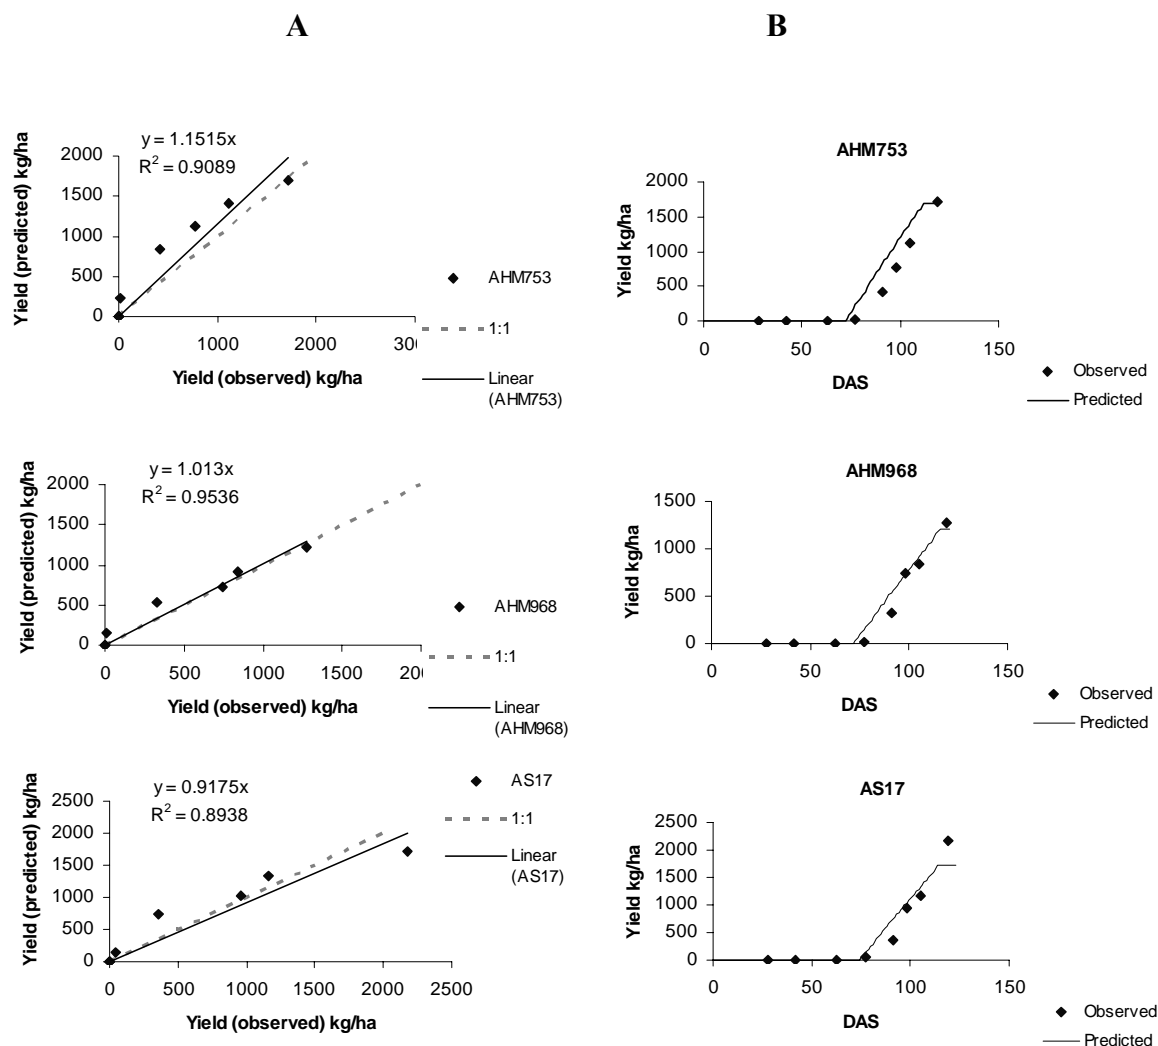 A
B
y = 1.1515x
R² = 0.9089
Yield (predicted) kg/ha
2000
1500
1000
500
0
0 1000 2000 300
Yield (observed) kg/ha
AHM753
1:1
Linear
(AHM753)
AHM753
Yield kg/ha
2000
1500
1000
500
0
0 50 100 150
DAS
Observed
Predicted
y = 1.013x
R² = 0.9536
Yield (predicted) kg/ha
2000
1500
1000
500
0
0 500 1000 1500 200
Yield (observed) kg/ha
AHM968
1:1
Linear
(AHM968)
AHM968
Yield kg/ha
1500
1000
500
0
0 50 100 150
DAS
Observed
Predicted
y = 0.9175x
R² = 0.8938
Yield (predicted) kg/ha
2500
2000
1500
1000
500
0
0 500 1000 1500 2000 2500
Yield (observed) kg/ha
AS17
1:1
Linear
(AS17)
AS17
Yield kg/ha
2500
2000
1500
1000
500
0
0 50 100 150
DAS
Observed
Predicted